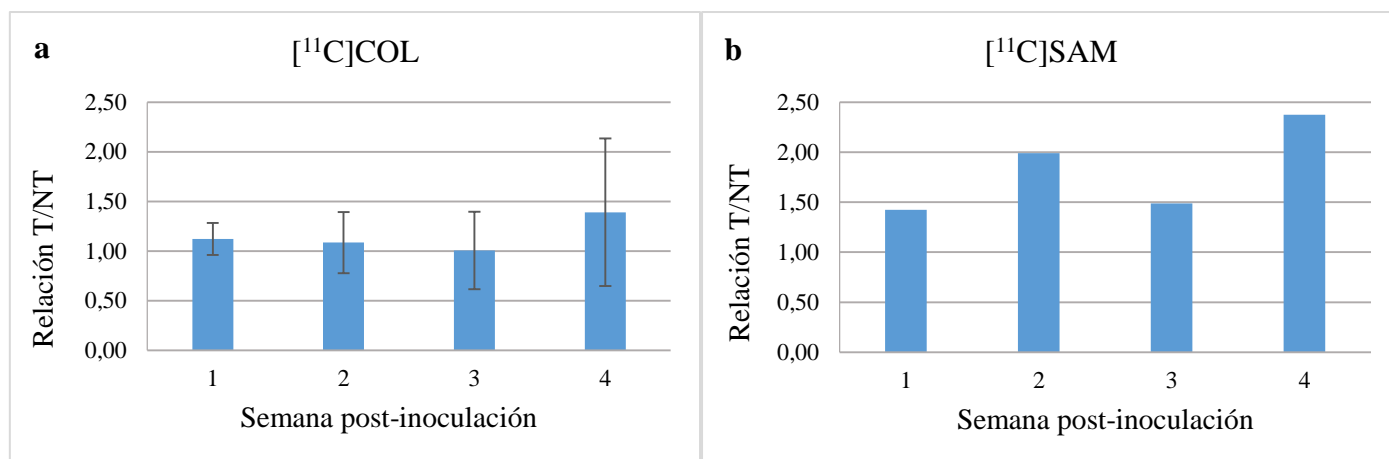 a
[¹¹C]COL
2,50
2,00
1,50
1,00
0,50
0,00
Relación T/NT
1 2 3 4
Semana post-inoculación
b
[¹¹C]SAM
2,50
2,00
1,50
1,00
0,50
0,00
Relación T/NT
1 2 3 4
Semana post-inoculación